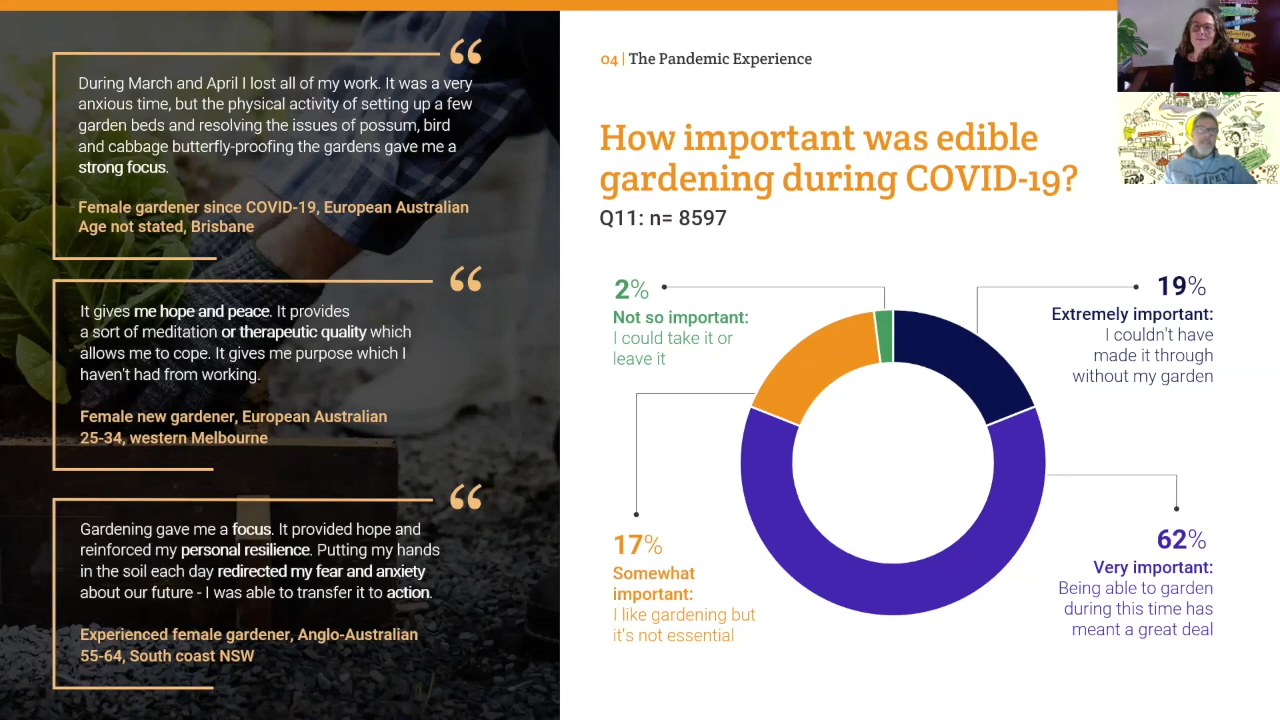 “
During March and April I lost all of my work. It was a very
anxious time, but the physical activity of setting up a few
garden beds and resolving the issues of possum, bird
and cabbage butterfly-proofing the gardens gave me a
strong focus.
Female gardener since COVID-19, European Australian
Age not stated, Brisbane
“
It gives me hope and peace. It provides
a sort of meditation or therapeutic quality which
allows me to cope. It gives me purpose which I
haven't had from working.
Female new gardener, European Australian
25-34, western Melbourne
“
Gardening gave me a focus. It provided hope and
reinforced my personal resilience. Putting my hands
in the soil each day redirected my fear and anxiety
about our future - I was able to transfer it to action.
Experienced female gardener, Anglo-Australian
55-64, South coast NSW
04 | The Pandemic Experience
How important was edible
gardening during COVID-19?
Q11: n= 8597
2%
Not so important:
I could take it or
leave it
19%
Extremely important:
I couldn't have
made it through
without my garden
17%
Somewhat
important:
I like gardening but
it's not essential
62%
Very important:
Being able to garden
during this time has
meant a great deal
FOOD